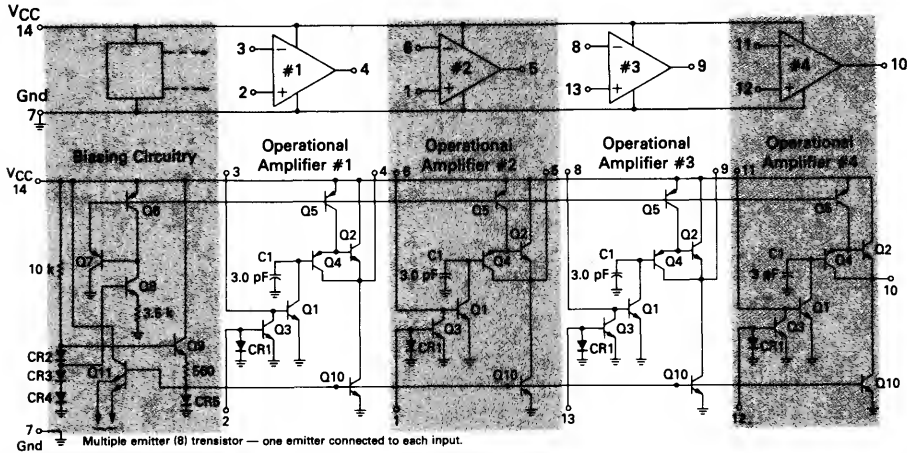 VCC
14
3
6
8
11
#1
4
#2
5
#3
9
#4
10
2
1
13
12
Gnd
7
Biasing Circuitry
Operational
Amplifier #1
Operational
Amplifier #2
Operational
Amplifier #3
Operational
Amplifier #4
VCC
14
3
4
6
5
8
9
11
Q6
Q5
Q5
Q5
Q2
Q2
Q2
Q2
Q7
10 k
C1
3.0 pF
Q4
C1
3.0 pF
Q4
C1
3.0 pF
Q4
C1
3 pF
Q4
10
Q8
3.6 k
Q1
Q1
Q1
Q1
Q3
Q3
Q3
Q3
CR1
CR1
CR1
CR1
Q9
560
CR2
CR3
CR4
Q11
CR5
Q10
Q10
Q10
Q10
2
1
13
12
7
Gnd
Multiple emitter (8) transistor — one emitter connected to each input.